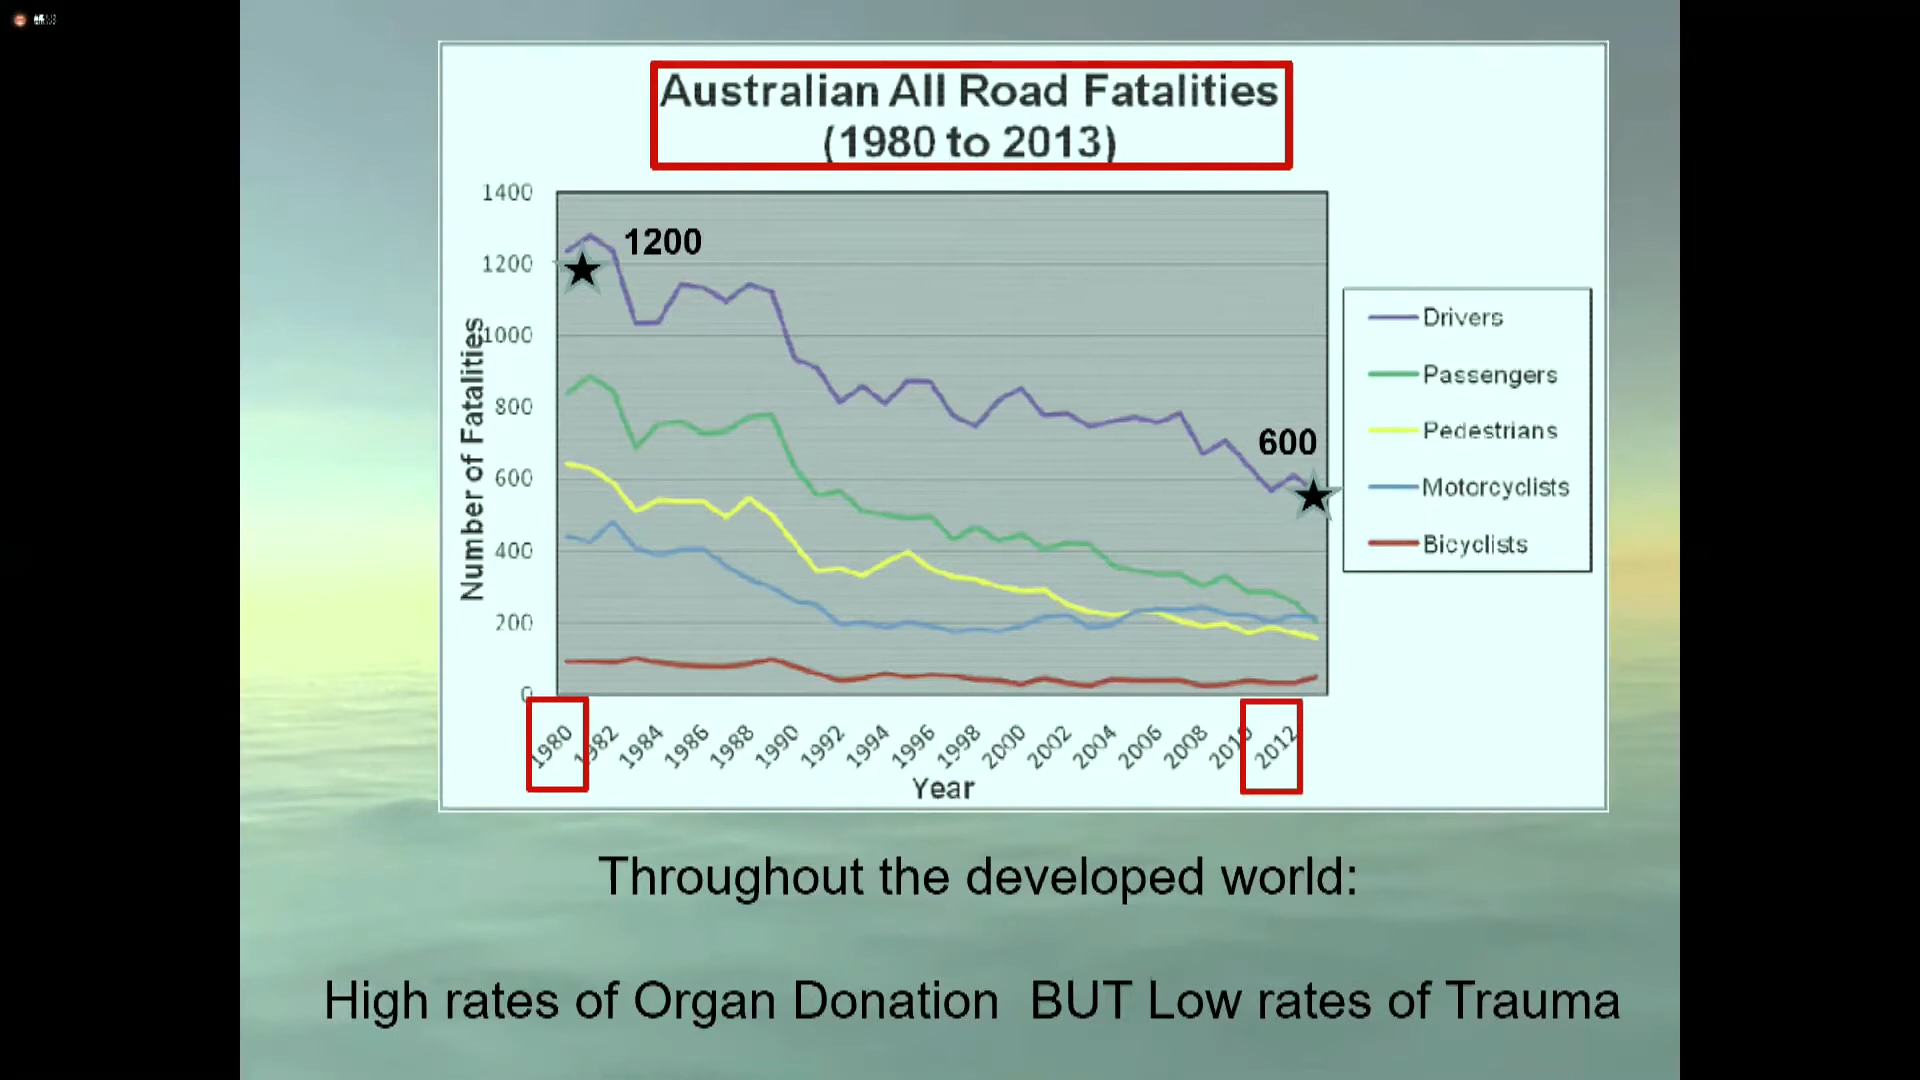 Australian All Road Fatalities
(1980 to 2013)
1400
1200
1000
800
600
400
200
0
Number of Fatalities
1200
600
1980
1982
1984
1986
1988
1990
1992
1994
1996
1998
2000
2002
2004
2006
2008
2010
2012
Year
Drivers
Passengers
Pedestrians
Motorcyclists
Bicyclists
Throughout the developed world:
High rates of Organ Donation BUT Low rates of Trauma